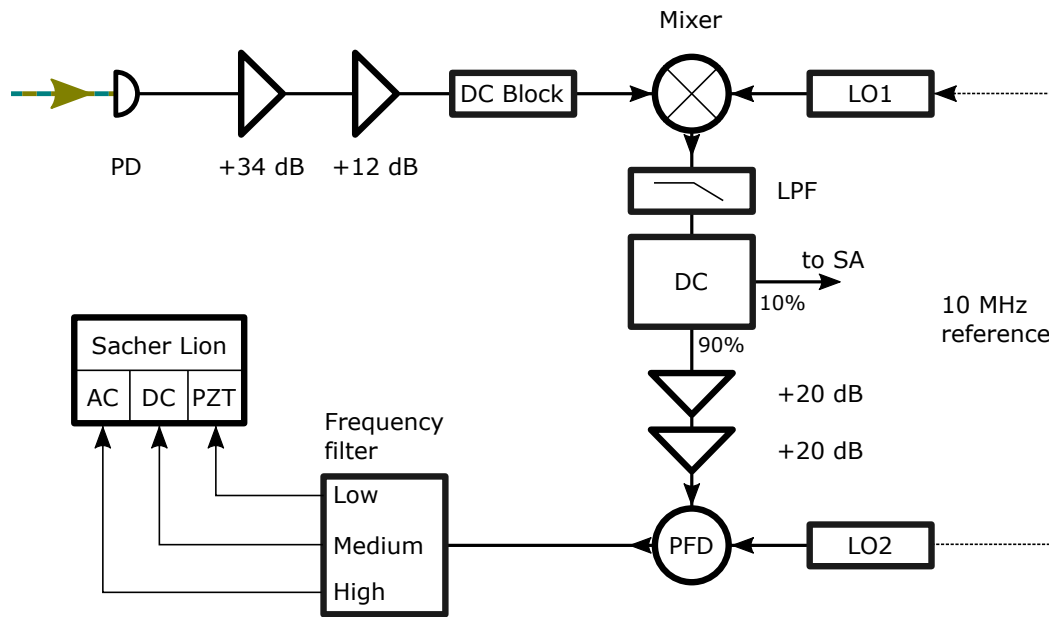 Mixer
DC Block
LO1
PD
+34 dB
+12 dB
LPF
to SA
DC
10%
90%
10 MHz
reference
Sacher Lion
AC
DC
PZT
+20 dB
+20 dB
Frequency
filter
Low
Medium
High
PFD
LO2